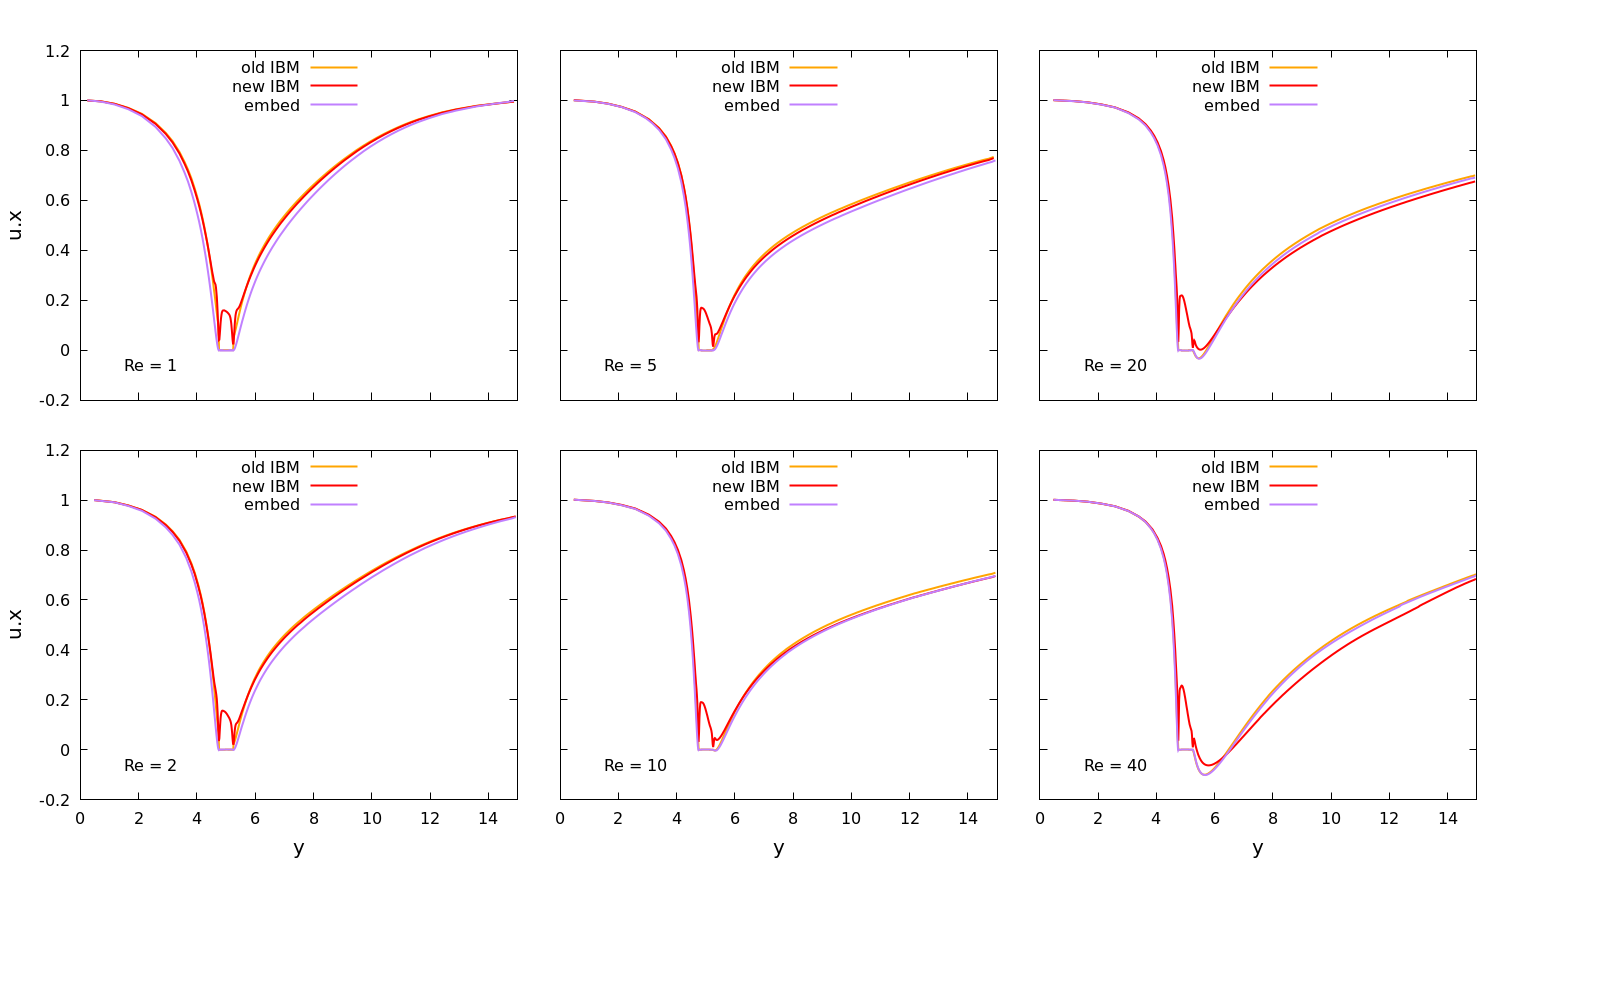 1.2
1
0.8
0.6
0.4
0.2
0
-0.2
u.x
old IBM
new IBM
embed
Re = 1
old IBM
new IBM
embed
Re = 5
old IBM
new IBM
embed
Re = 20
1.2
1
0.8
0.6
0.4
0.2
0
-0.2
u.x
old IBM
new IBM
embed
Re = 2
0 2 4 6 8 10 12 14
y
old IBM
new IBM
embed
Re = 10
0 2 4 6 8 10 12 14
y
old IBM
new IBM
embed
Re = 40
0 2 4 6 8 10 12 14
y